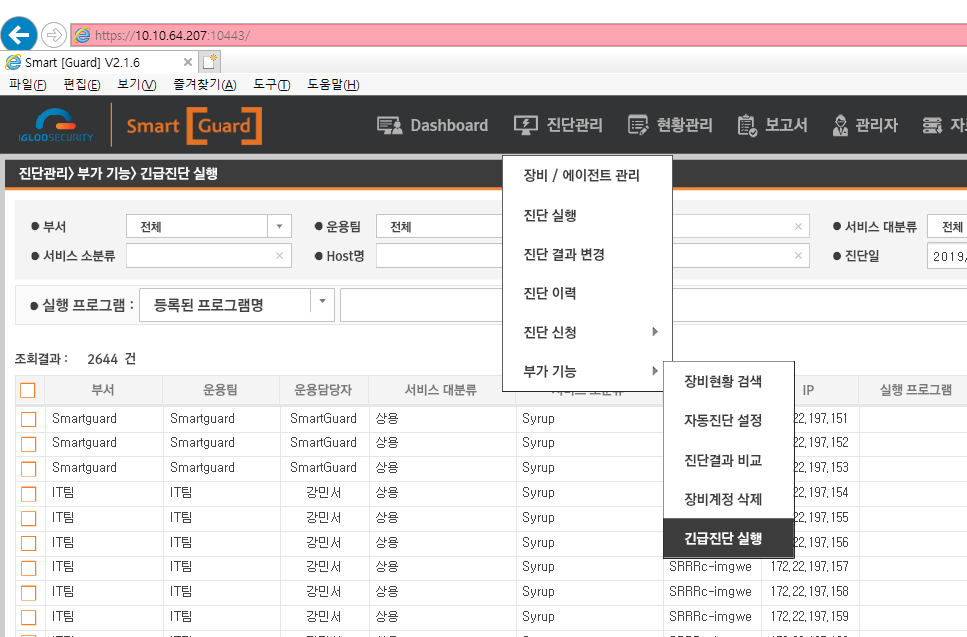 https://10.10.64.207:10443/
Smart [Guard] V2.1.6
파일(F) 편집(E) 보기(V) 즐겨찾기(A) 도구(T) 도움말(H)
IGLOOSECURITY Smart [Guard] Dashboard 진단관리 현황관리 보고서 관리자
진단관리> 부가 기능> 긴급진단 실행
장비 / 에이전트 관리
진단 실행
진단 결과 변경
진단 이력
진단 신청
부가 기능
장비현황 검색
자동진단 설정
진단결과 비교
장비계정 삭제
긴급진단 실행
부서 전체 운용팀 전체 서비스 대분류 전체
서비스 소분류 Host명 진단일 2019,
실행 프로그램 : 등록된 프로그램명
조회결과 : 2644 건
부서 운용팀 운용담당자 서비스 대분류 IP 실행 프로그램
Smartguard Smartguard SmartGuard 상용 Syrup 22,197,151
Smartguard Smartguard SmartGuard 상용 Syrup 22,197,152
Smartguard Smartguard SmartGuard 상용 Syrup 22,197,153
IT팀 IT팀 강민서 상용 Syrup 22,197,154
IT팀 IT팀 강민서 상용 Syrup 22,197,155
IT팀 IT팀 강민서 상용 Syrup 22,197,156
IT팀 IT팀 강민서 상용 Syrup SRRRc-imgwe 172,22,197,157
IT팀 IT팀 강민서 상용 Syrup SRRRc-imgwe 172,22,197,158
IT팀 IT팀 강민서 상용 Syrup SRRRc-imgwe 172,22,197,159